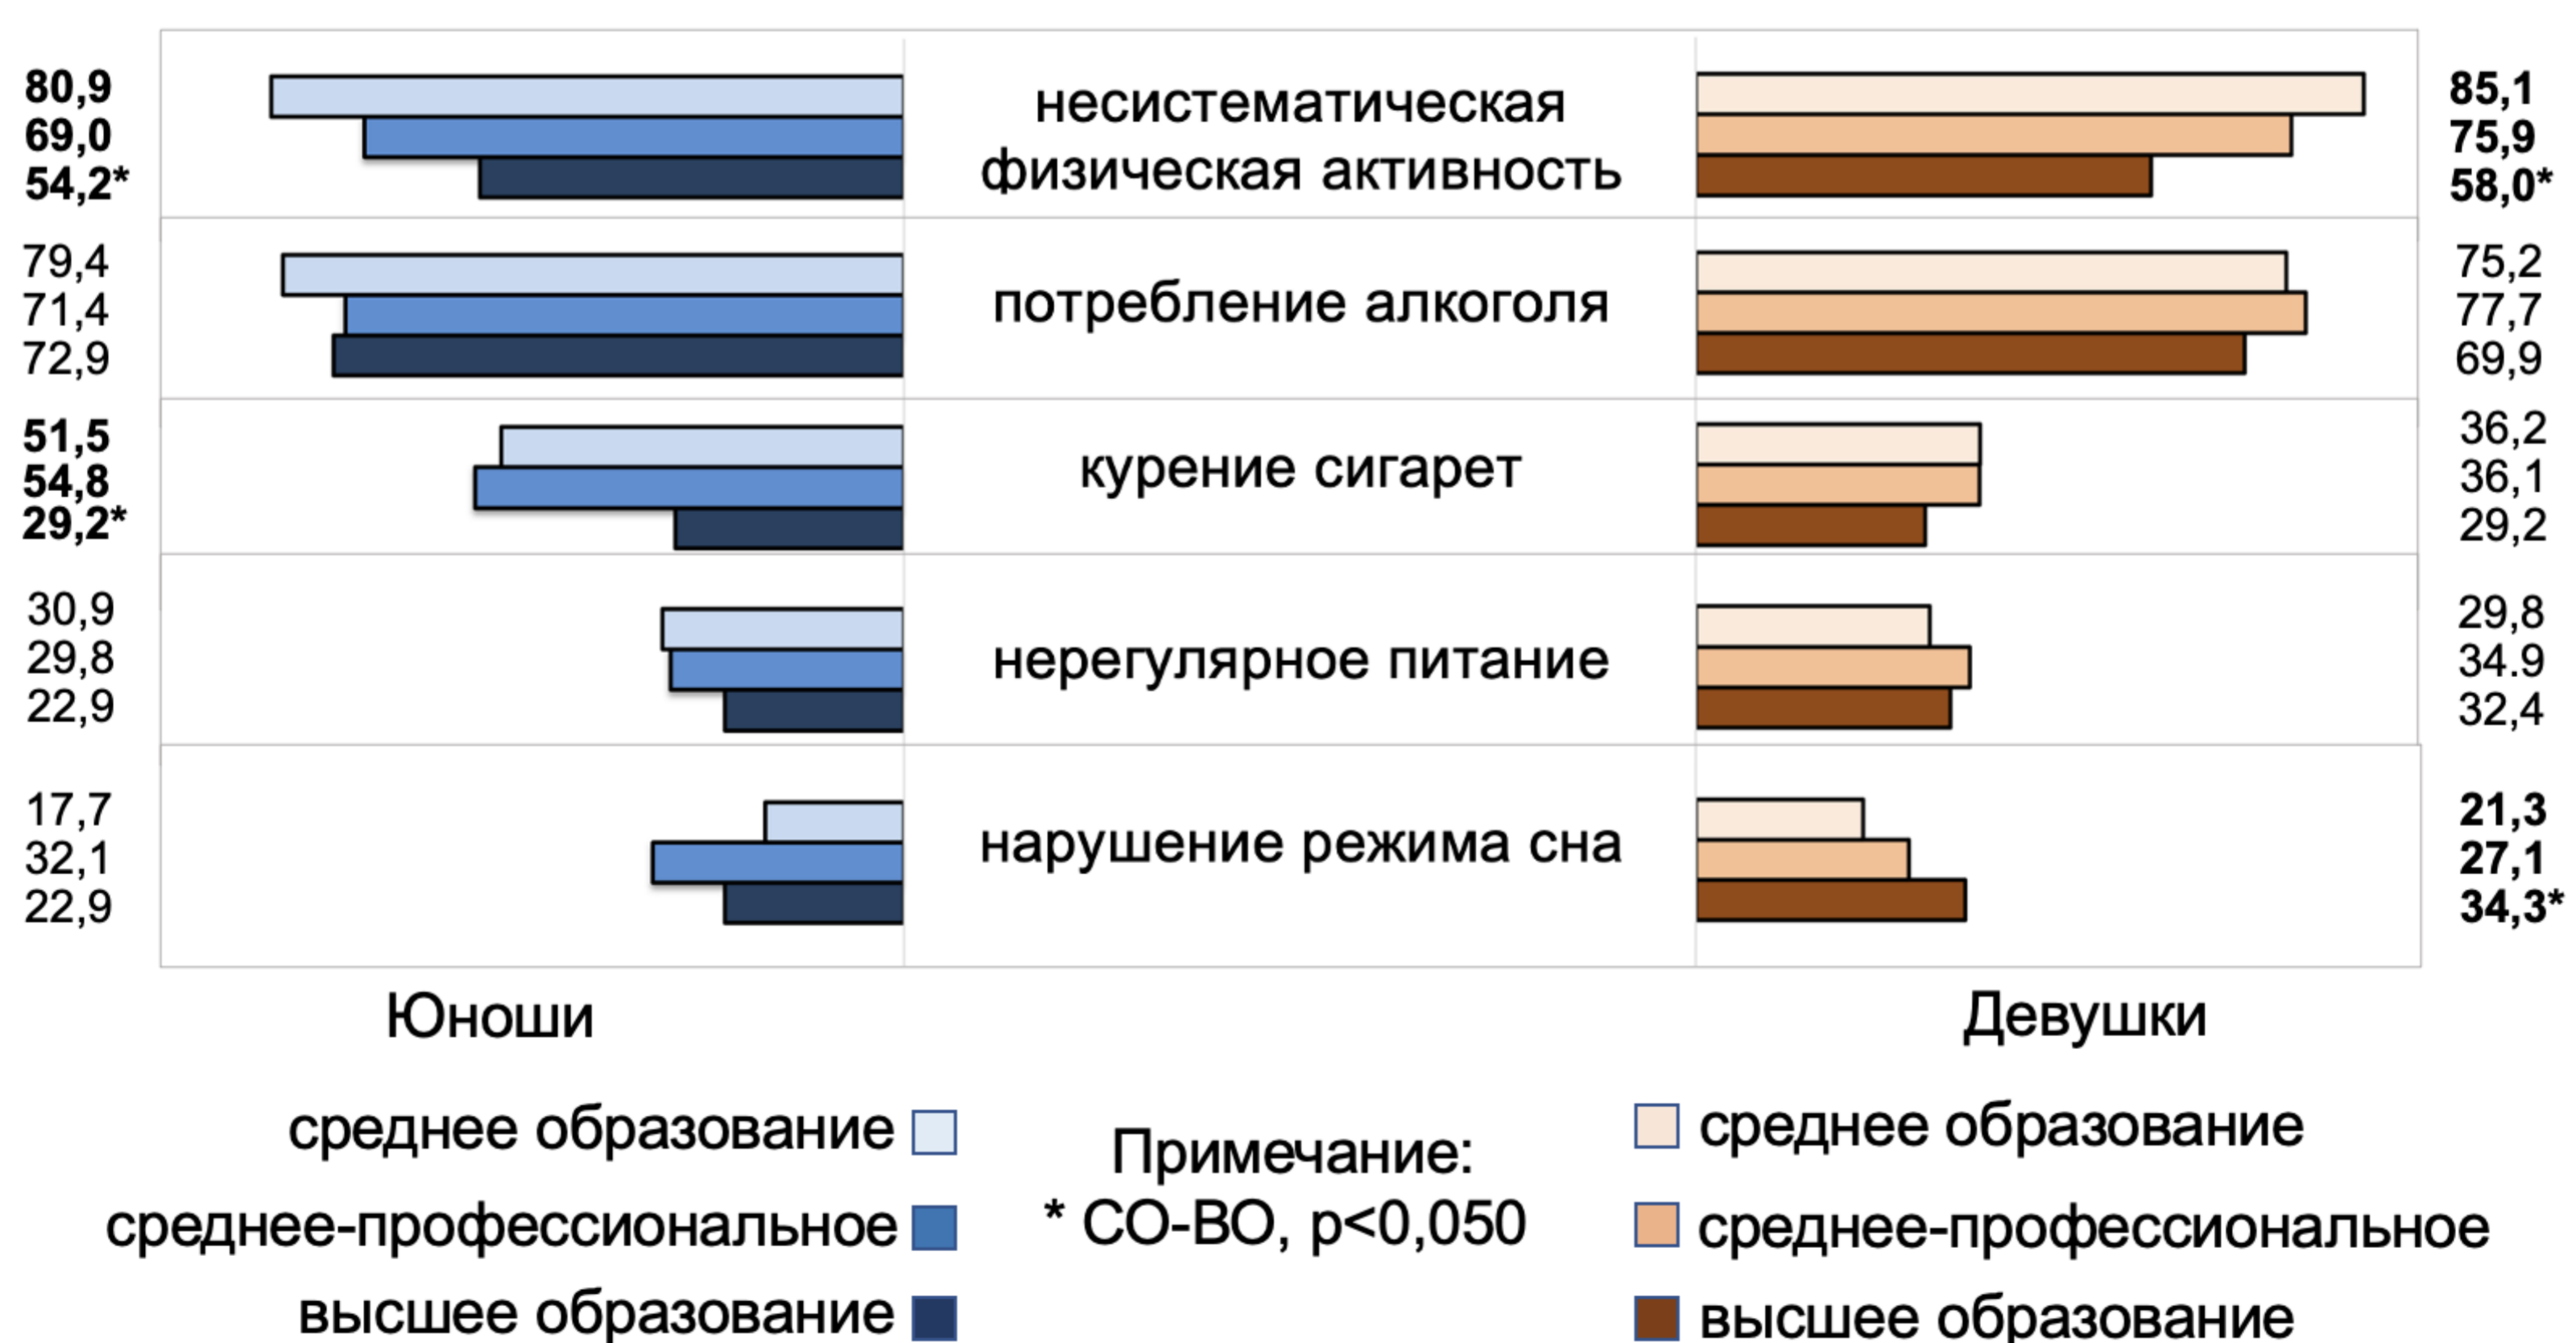 80,9
69,0
54,2*
несистематическая
физическая активность
85,1
75,9
58,0*
79,4
71,4
72,9
потребление алкоголя
75,2
77,7
69,9
51,5
54,8
29,2*
курение сигарет
36,2
36,1
29,2
30,9
29,8
22,9
нерегулярное питание
29,8
34.9
32,4
17,7
32,1
22,9
нарушение режима сна
21,3
27,1
34,3*
Юноши
Девушки
среднее образование
среднее-профессиональное
высшее образование
Примечание:
* СО-ВО, p<0,050
среднее образование
среднее-профессиональное
высшее образование